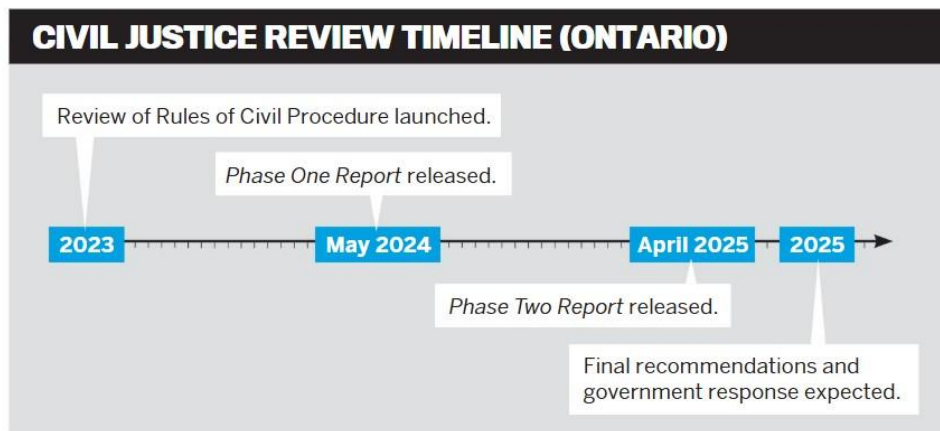 CIVIL JUSTICE REVIEW TIMELINE (ONTARIO)
Review of Rules of Civil Procedure launched.
Phase One Report released.
2023
May 2024
April 2025
2025
Phase Two Report released.
Final recommendations and
government response expected.